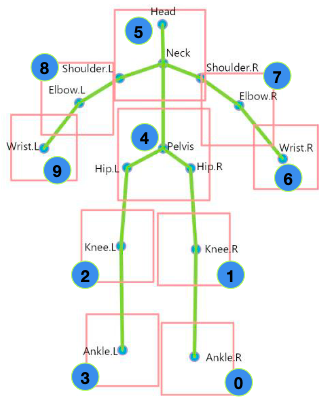 Head
5
Neck
8
Shoulder.L
Shoulder.R
7
Elbow.L
Elbow.R
4
Pelvis
Wrist.L
Wrist.R
9
Hip.L
Hip.R
6
Knee.L
Knee.R
2
1
Ankle.L
Ankle.R
3
0